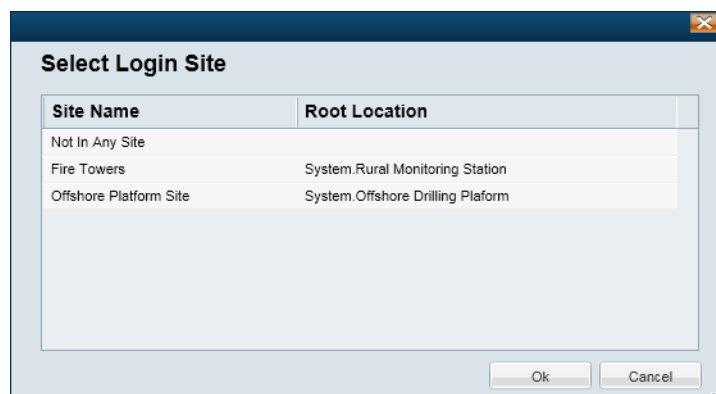 Select Login Site
Site Name Root Location
Not In Any Site
Fire Towers System.Rural Monitoring Station
Offshore Platform Site System.Offshore Drilling Plaform
Ok Cancel